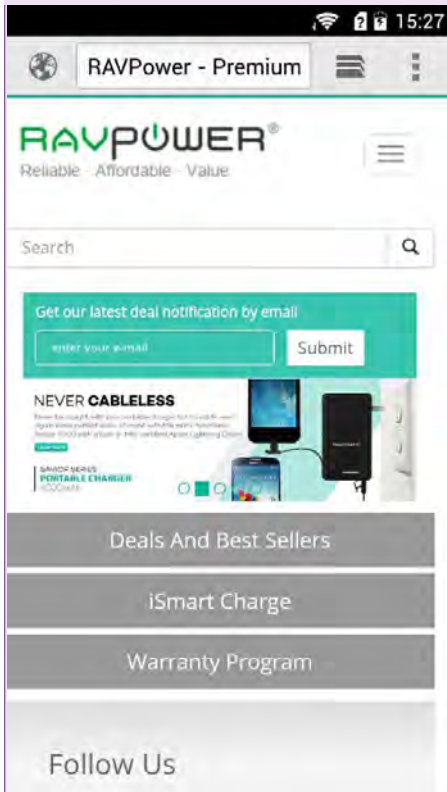 15:27
RAVPower - Premium
RAVPOWER®
Reliable · Affordable · Value
Search
Get our latest deal notification by email
enter your e-mail
Submit
NEVER CABLELESS
PORTABLE CHARGER
Deals And Best Sellers
iSmart Charge
Warranty Program
Follow Us